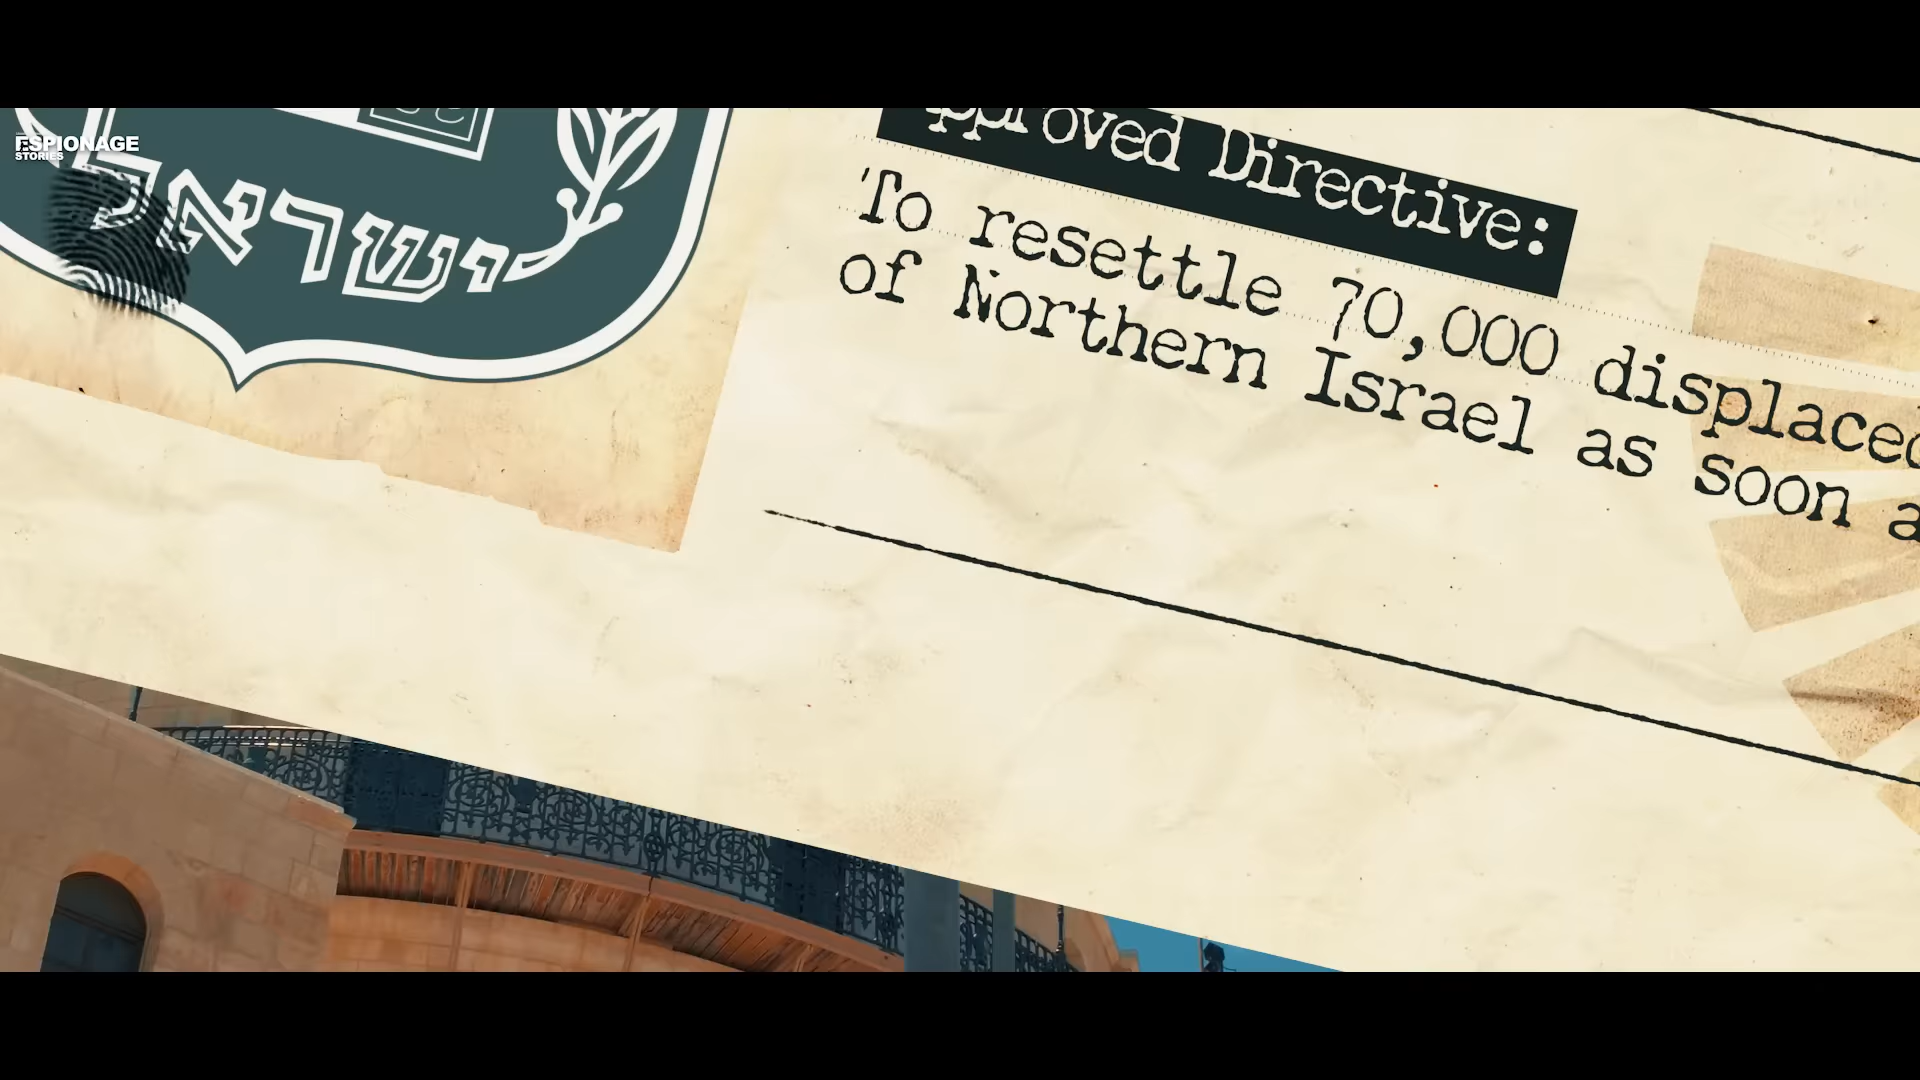 ESPIONAGE
STORIES
ישראל
pproved Directive:
To resettle 70,000 displaced
of Northern Israel as soon a